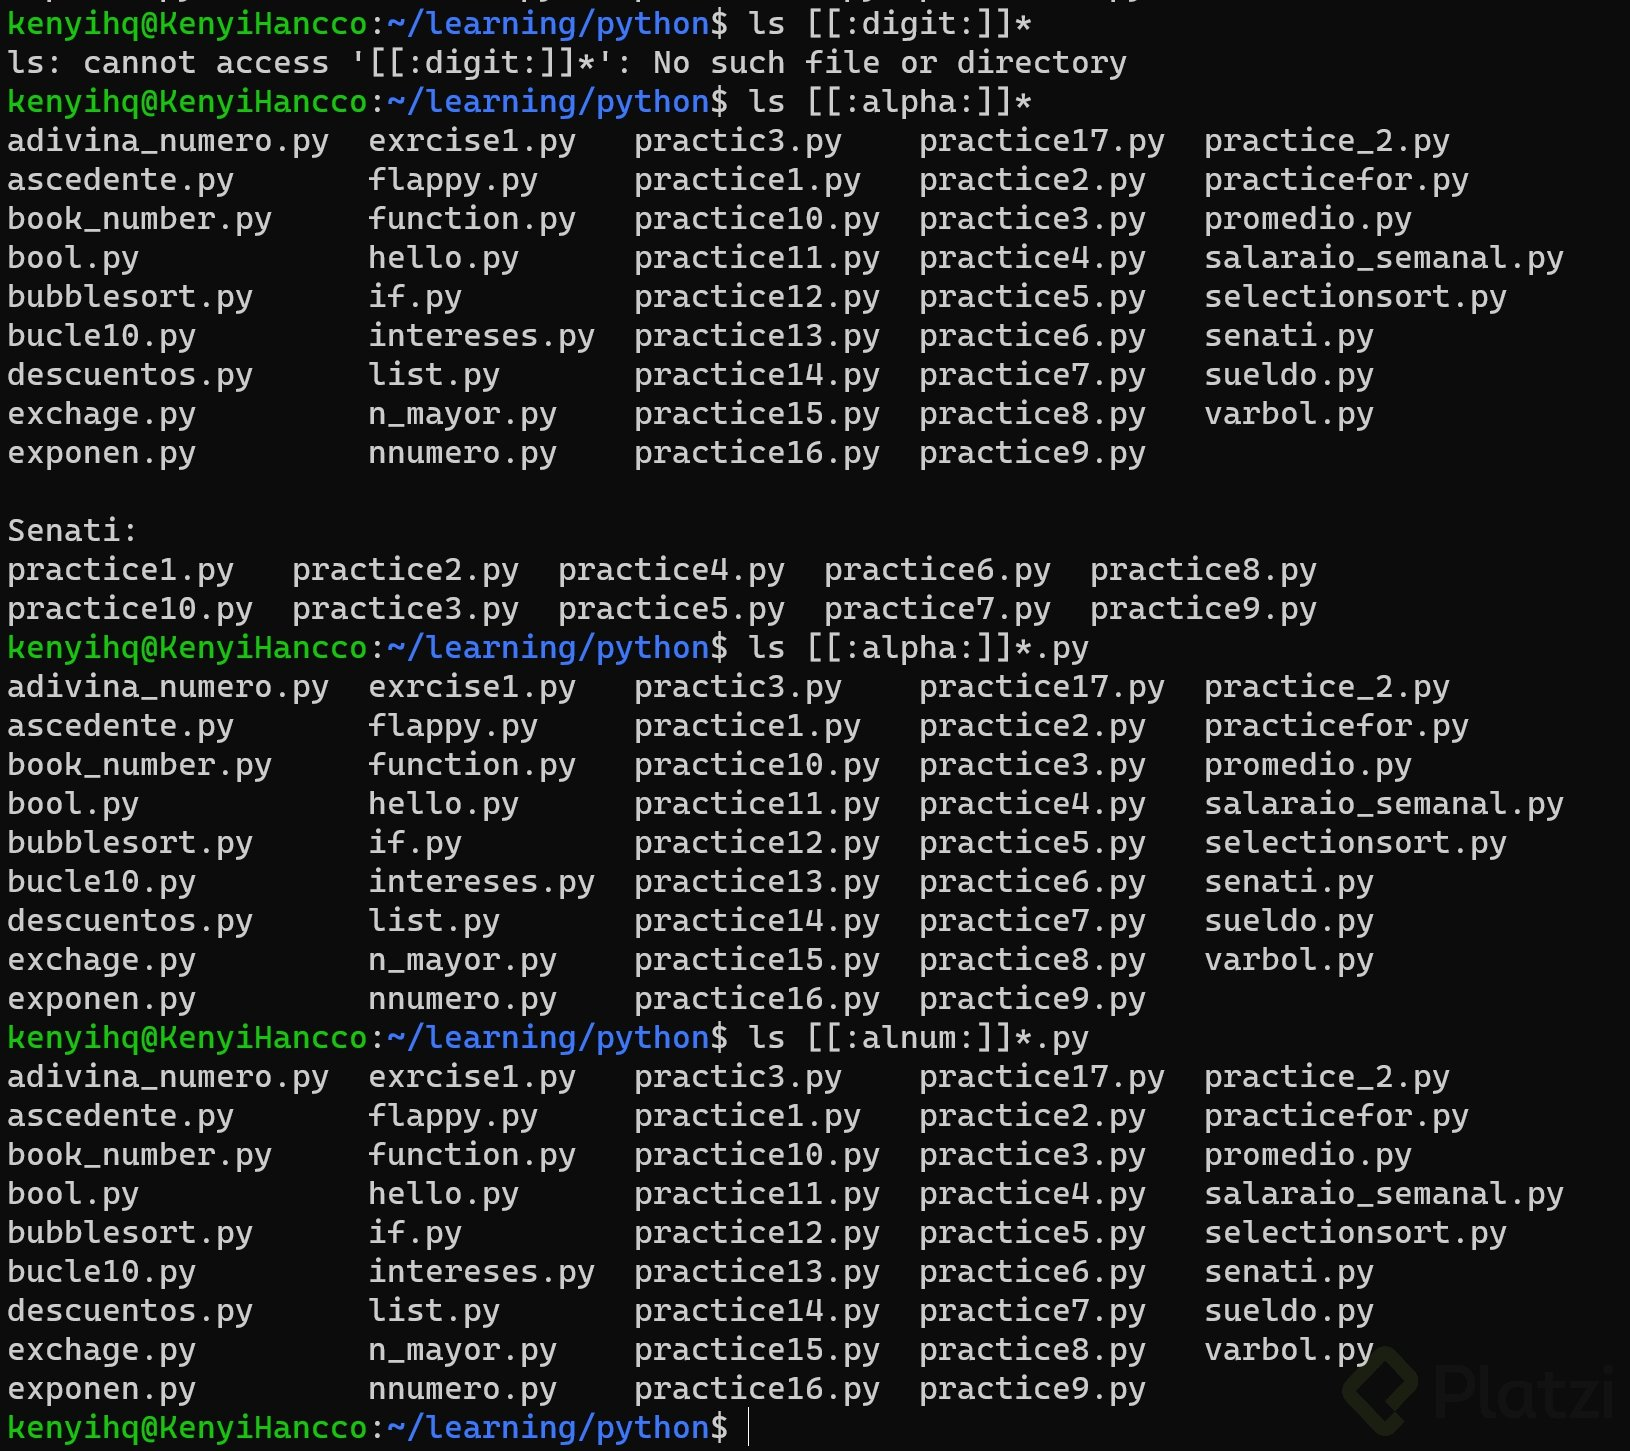 kenyihq@KenyiHancco:~/learning/python$ ls [[:digit:]]*
ls: cannot access '[[:digit:]]*': No such file or directory
kenyihq@KenyiHancco:~/learning/python$ ls [[:alpha:]]*
adivina_numero.py  exrcise1.py   practic3.py    practice17.py  practice_2.py
ascedente.py       flappy.py     practice1.py   practice2.py   practicefor.py
book_number.py     function.py   practice10.py  practice3.py   promedio.py
bool.py            hello.py      practice11.py  practice4.py   salaraio_semanal.py
bubblesort.py      if.py         practice12.py  practice5.py   selectionsort.py
bucle10.py         intereses.py  practice13.py  practice6.py   senati.py
descuentos.py      list.py       practice14.py  practice7.py   sueldo.py
exchage.py         n_mayor.py    practice15.py  practice8.py   varbol.py
exponen.py         nnumero.py    practice16.py  practice9.py
Senati:
practice1.py   practice2.py  practice4.py  practice6.py  practice8.py
practice10.py  practice3.py  practice5.py  practice7.py  practice9.py
kenyihq@KenyiHancco:~/learning/python$ ls [[:alpha:]]*.py
adivina_numero.py  exrcise1.py   practic3.py    practice17.py  practice_2.py
ascedente.py       flappy.py     practice1.py   practice2.py   practicefor.py
book_number.py     function.py   practice10.py  practice3.py   promedio.py
bool.py            hello.py      practice11.py  practice4.py   salaraio_semanal.py
bubblesort.py      if.py         practice12.py  practice5.py   selectionsort.py
bucle10.py         intereses.py  practice13.py  practice6.py   senati.py
descuentos.py      list.py       practice14.py  practice7.py   sueldo.py
exchage.py         n_mayor.py    practice15.py  practice8.py   varbol.py
exponen.py         nnumero.py    practice16.py  practice9.py
kenyihq@KenyiHancco:~/learning/python$ ls [[:alnum:]]*.py
adivina_numero.py  exrcise1.py   practic3.py    practice17.py  practice_2.py
ascedente.py       flappy.py     practice1.py   practice2.py   practicefor.py
book_number.py     function.py   practice10.py  practice3.py   promedio.py
bool.py            hello.py      practice11.py  practice4.py   salaraio_semanal.py
bubblesort.py      if.py         practice12.py  practice5.py   selectionsort.py
bucle10.py         intereses.py  practice13.py  practice6.py   senati.py
descuentos.py      list.py       practice14.py  practice7.py   sueldo.py
exchage.py         n_mayor.py    practice15.py  practice8.py   varbol.py
exponen.py         nnumero.py    practice16.py  practice9.py
kenyihq@KenyiHancco:~/learning/python$
Platzi